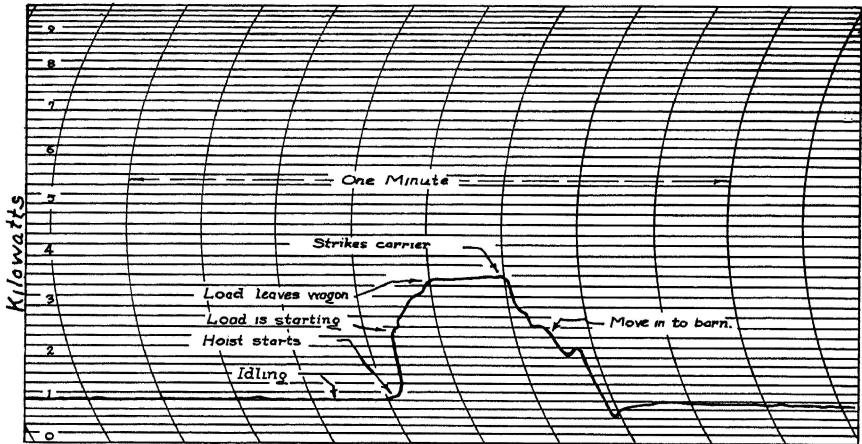 9
8
7
6
One Minute
5
Strikes carrier
4
Kilowatts
Load leaves wagon
3
Load is starting
Move in to barn.
Hoist starts
2
Idling
1
0